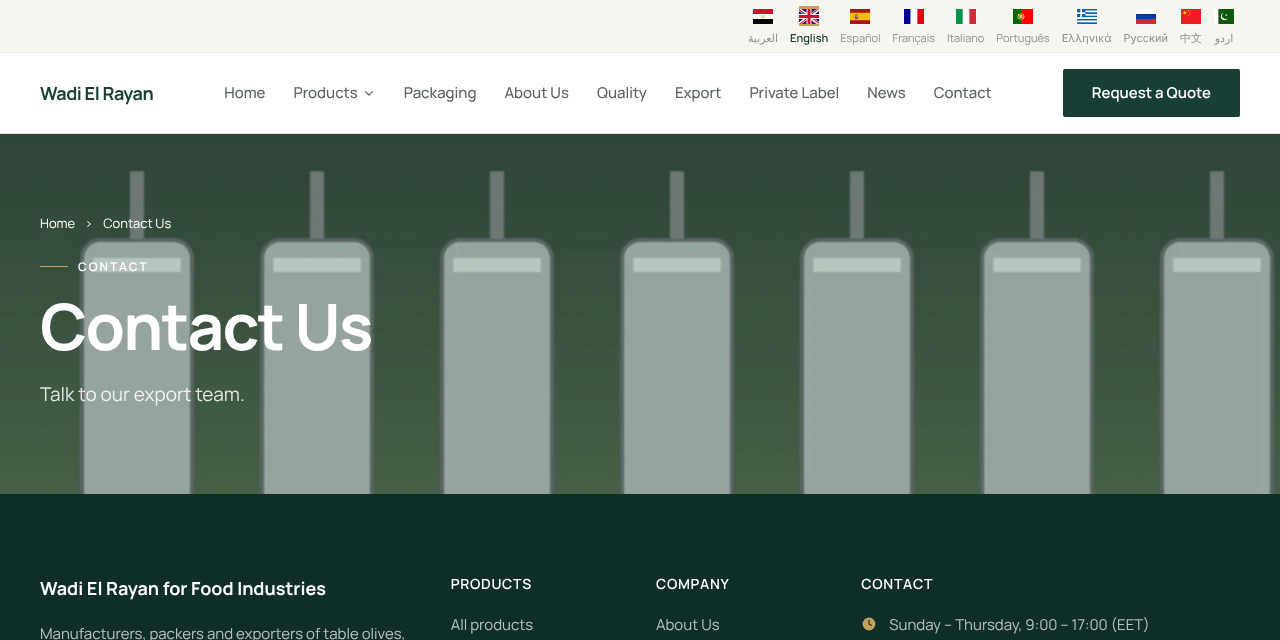 العربية
English
Español
Français
Italiano
Português
Ελληνικά
Русский
中文
اردو
Wadi El Rayan
Home
Products
Packaging
About Us
Quality
Export
Private Label
News
Contact
Request a Quote
Home › Contact Us
CONTACT
Contact Us
Talk to our export team.
Wadi El Rayan for Food Industries
Manufacturers, packers and exporters of table olives,
PRODUCTS
All products
COMPANY
About Us
CONTACT
Sunday – Thursday, 9:00 – 17:00 (EET)